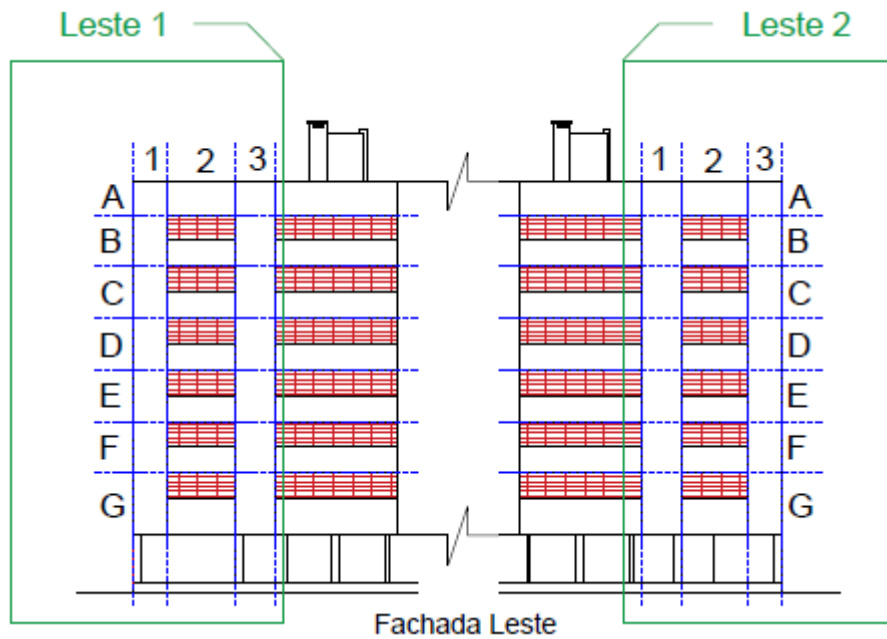 Leste 1 Leste 2
1 2 3 1 2 3
A A
B B
C C
D D
E E
F F
G G
Fachada Leste